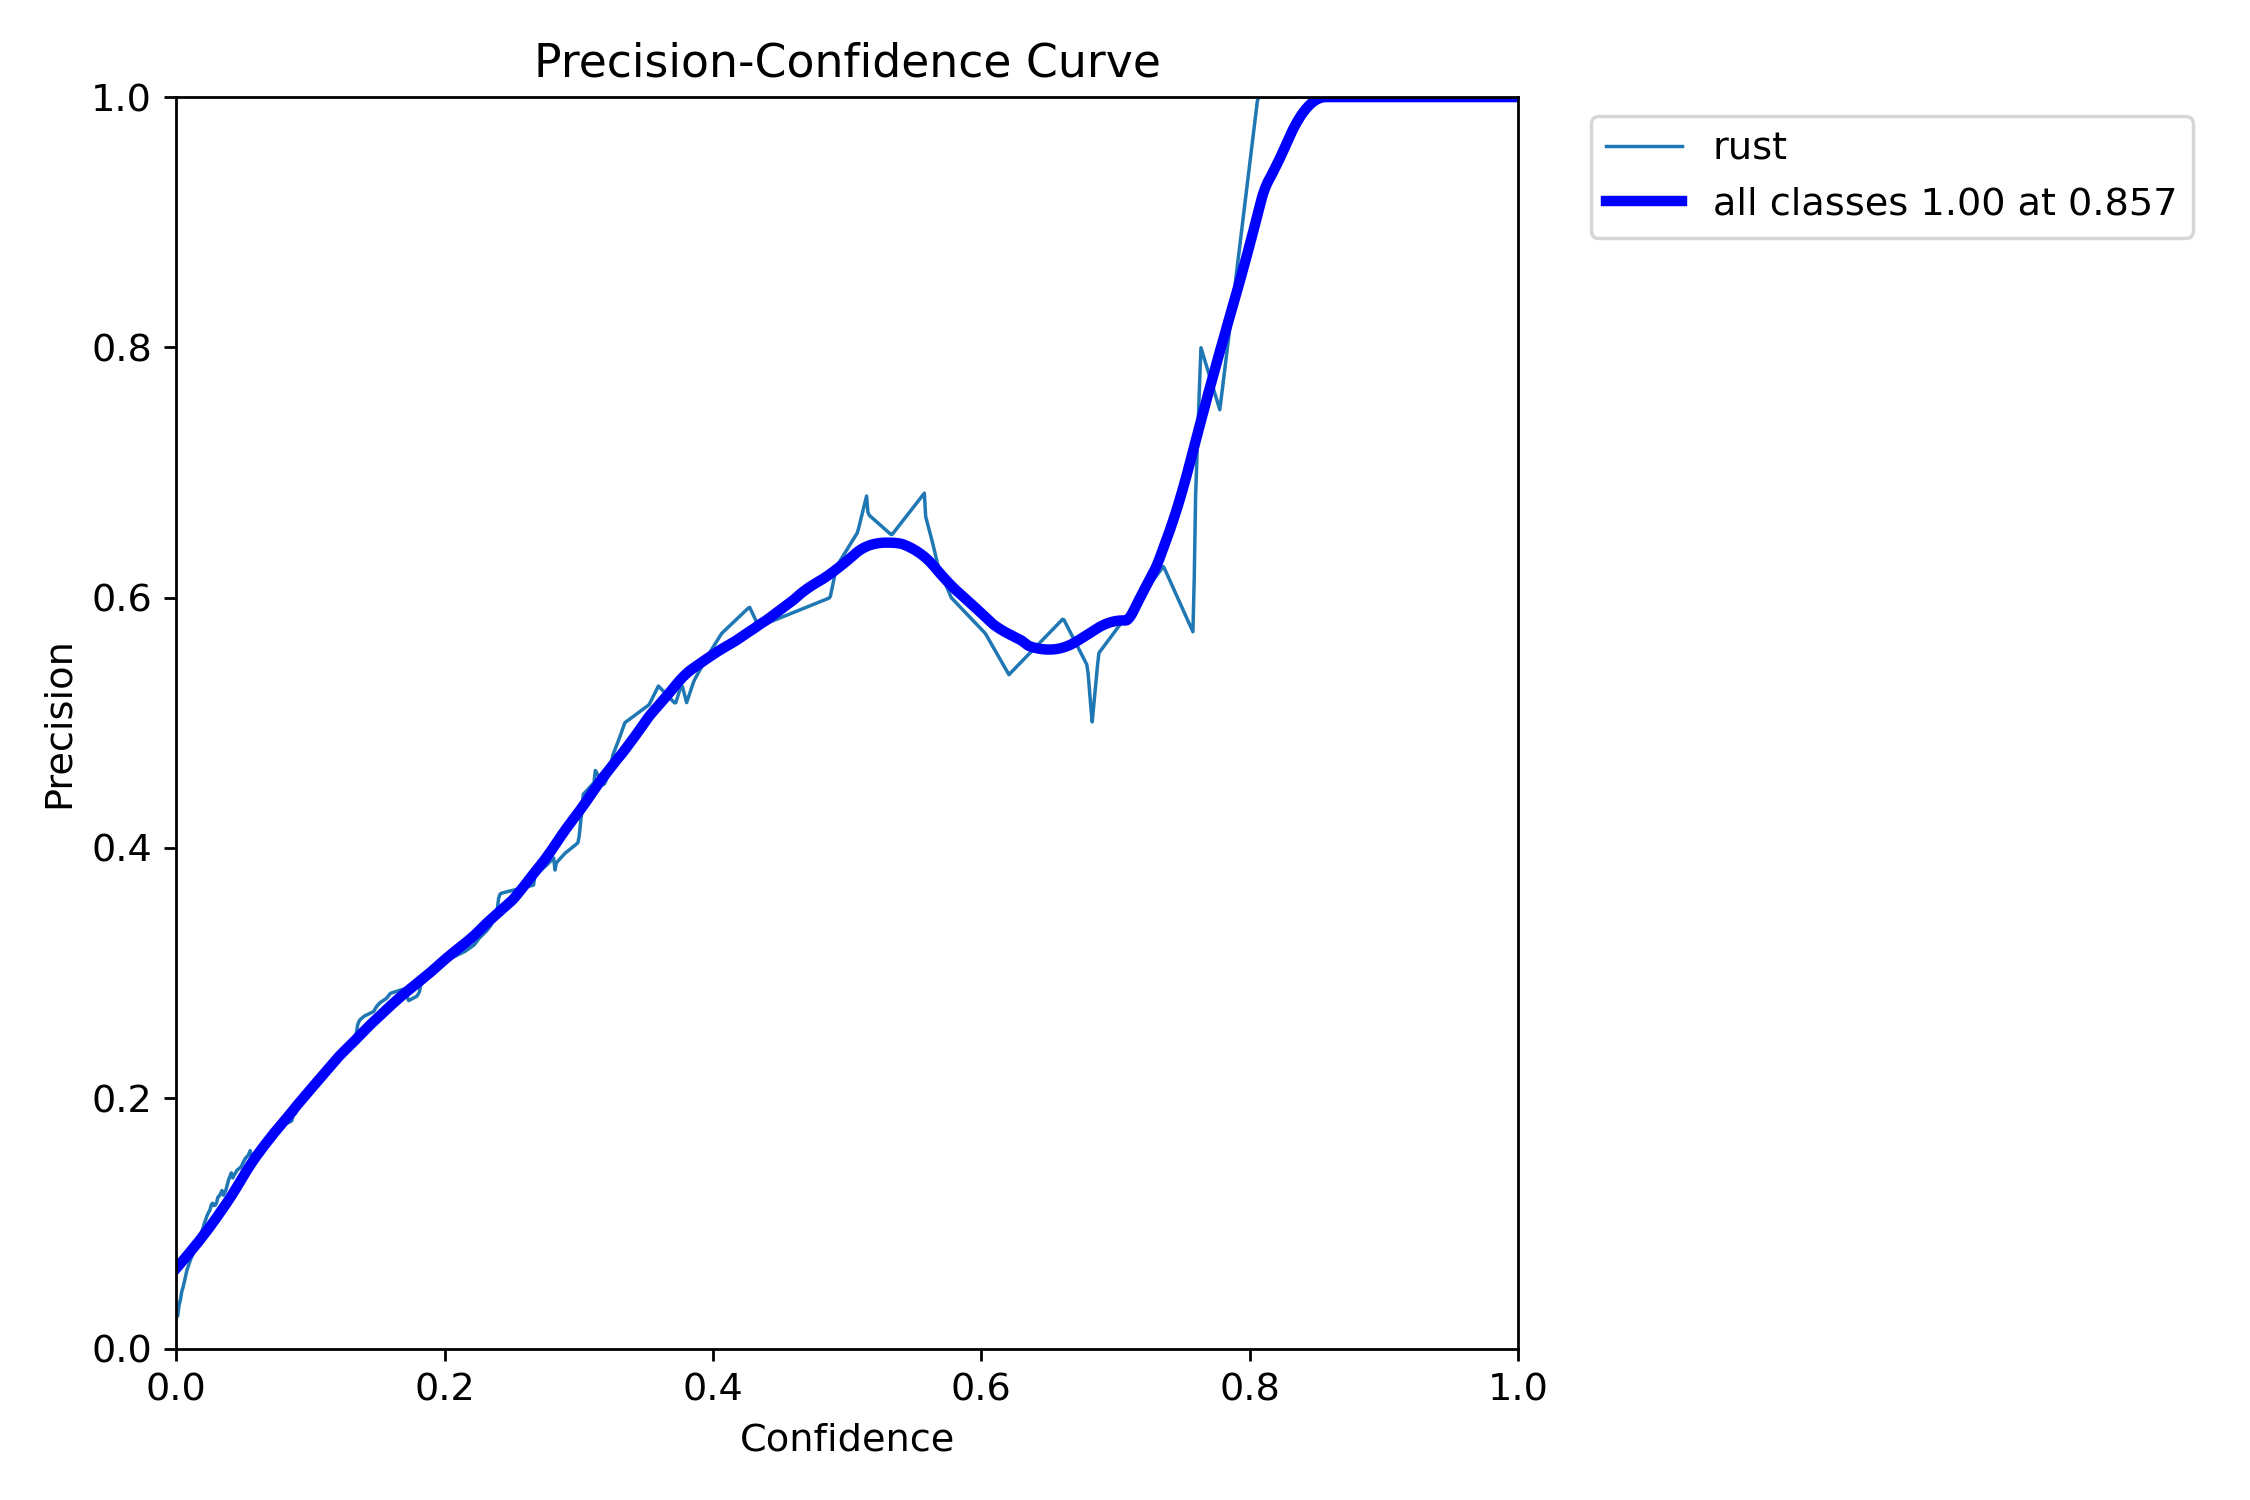 Precision-Confidence Curve
rust
all classes 1.00 at 0.857
Precision
1.0
0.8
0.6
0.4
0.2
0.0
0.0 0.2 0.4 0.6 0.8 1.0
Confidence